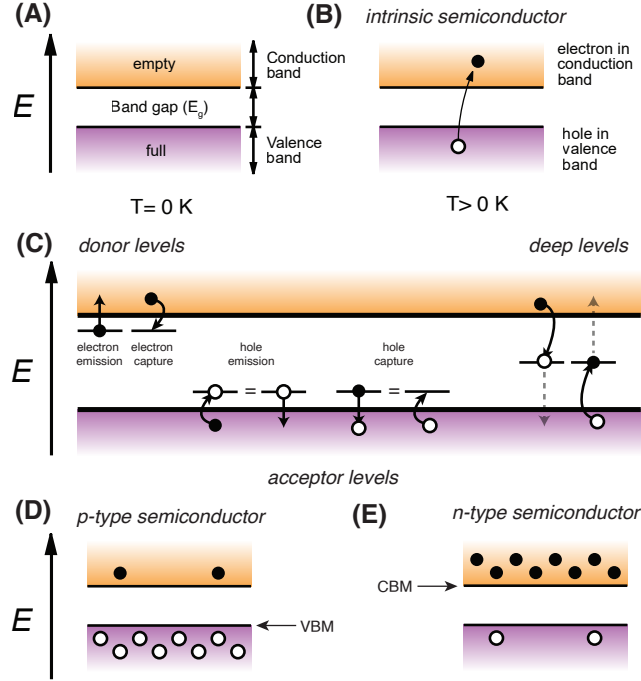 (A)
(B)
intrinsic semiconductor
E
empty
Band gap (Eg)
full
Conduction
band
Valence
band
electron in
conduction
band
hole in
valence band
T= 0 K
T> 0 K
(C)
donor levels
deep levels
E
electron
emission
electron
capture
hole
emission
hole
capture
=
=
acceptor levels
(D)
p-type semiconductor
(E)
n-type semiconductor
E
VBM
CBM